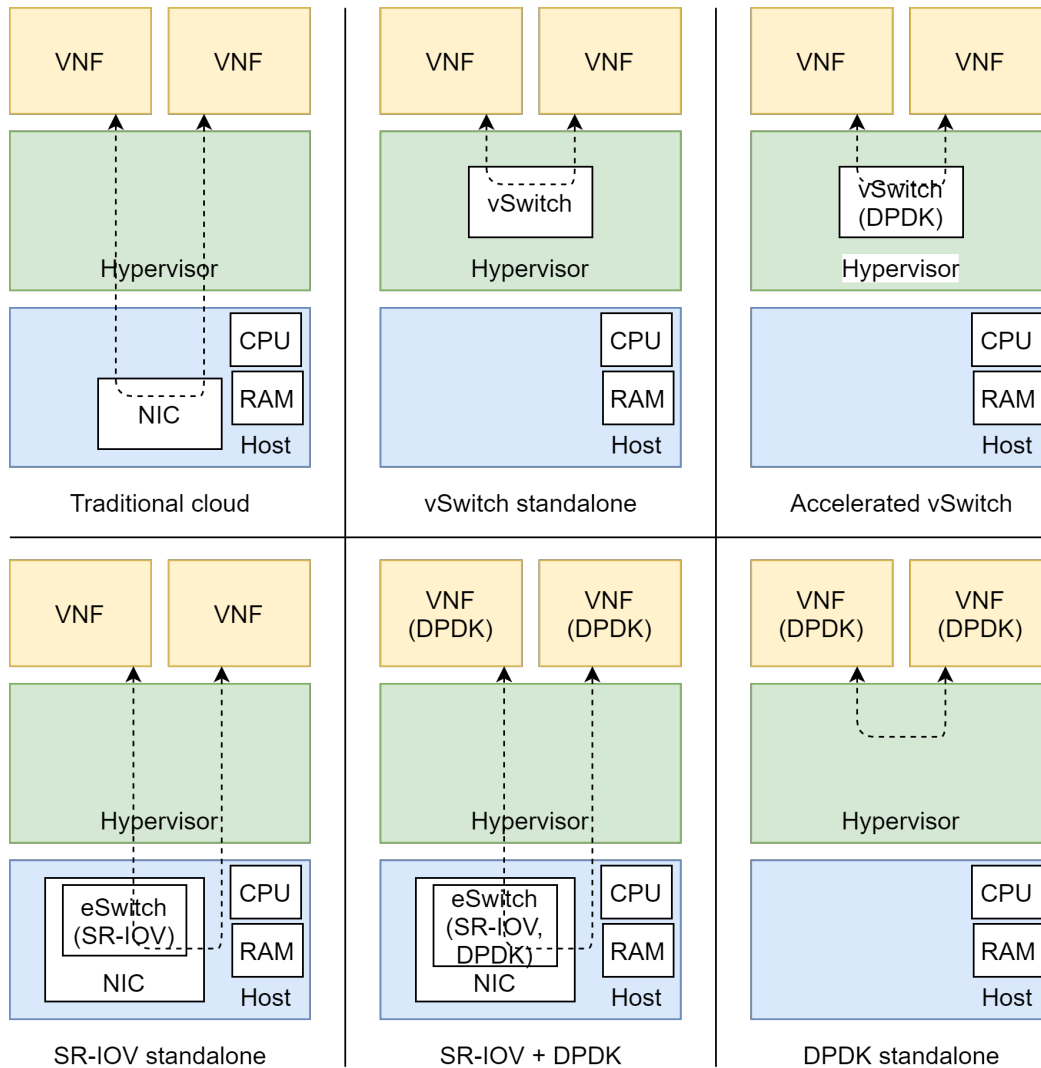 VNF
VNF
vSwitch
(DPDK)
Hypervisor
CPU
RAM
NIC
Host
Traditional cloud
VNF
VNF
vSwitch
Hypervisor
CPU
RAM
Host
vSwitch standalone
VNF
VNF
Hypervisor
CPU
RAM
Host
Accelerated vSwitch
VNF
VNF
Hypervisor
eSwitch
(SR-IOV)
NIC
CPU
RAM
Host
SR-IOV standalone
VNF
(DPDK)
VNF
(DPDK)
Hypervisor
eSwitch
(SR-IOV,
DPDK)
NIC
CPU
RAM
Host
SR-IOV + DPDK
VNF
(DPDK)
VNF
(DPDK)
Hypervisor
CPU
RAM
Host
DPDK standalone